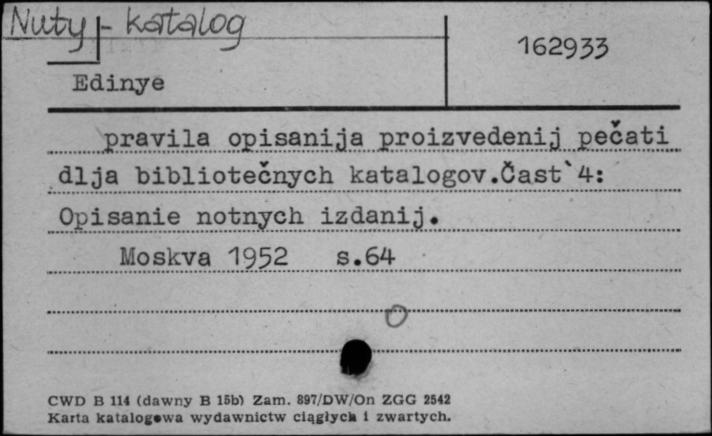 Nuty - katalog
162933
Edinye
pravila opisanija proizvedenij pečati
dlja bibliotečnych katalogov.Čast`4:
Opisanie notnych izdanij.
Moskva 1952 s.64
CWD B 114 (dawny B 15b) Zam. 897/DW/On ZGG 2542
Karta katalogowa wydawnictw ciągłych i zwartych.